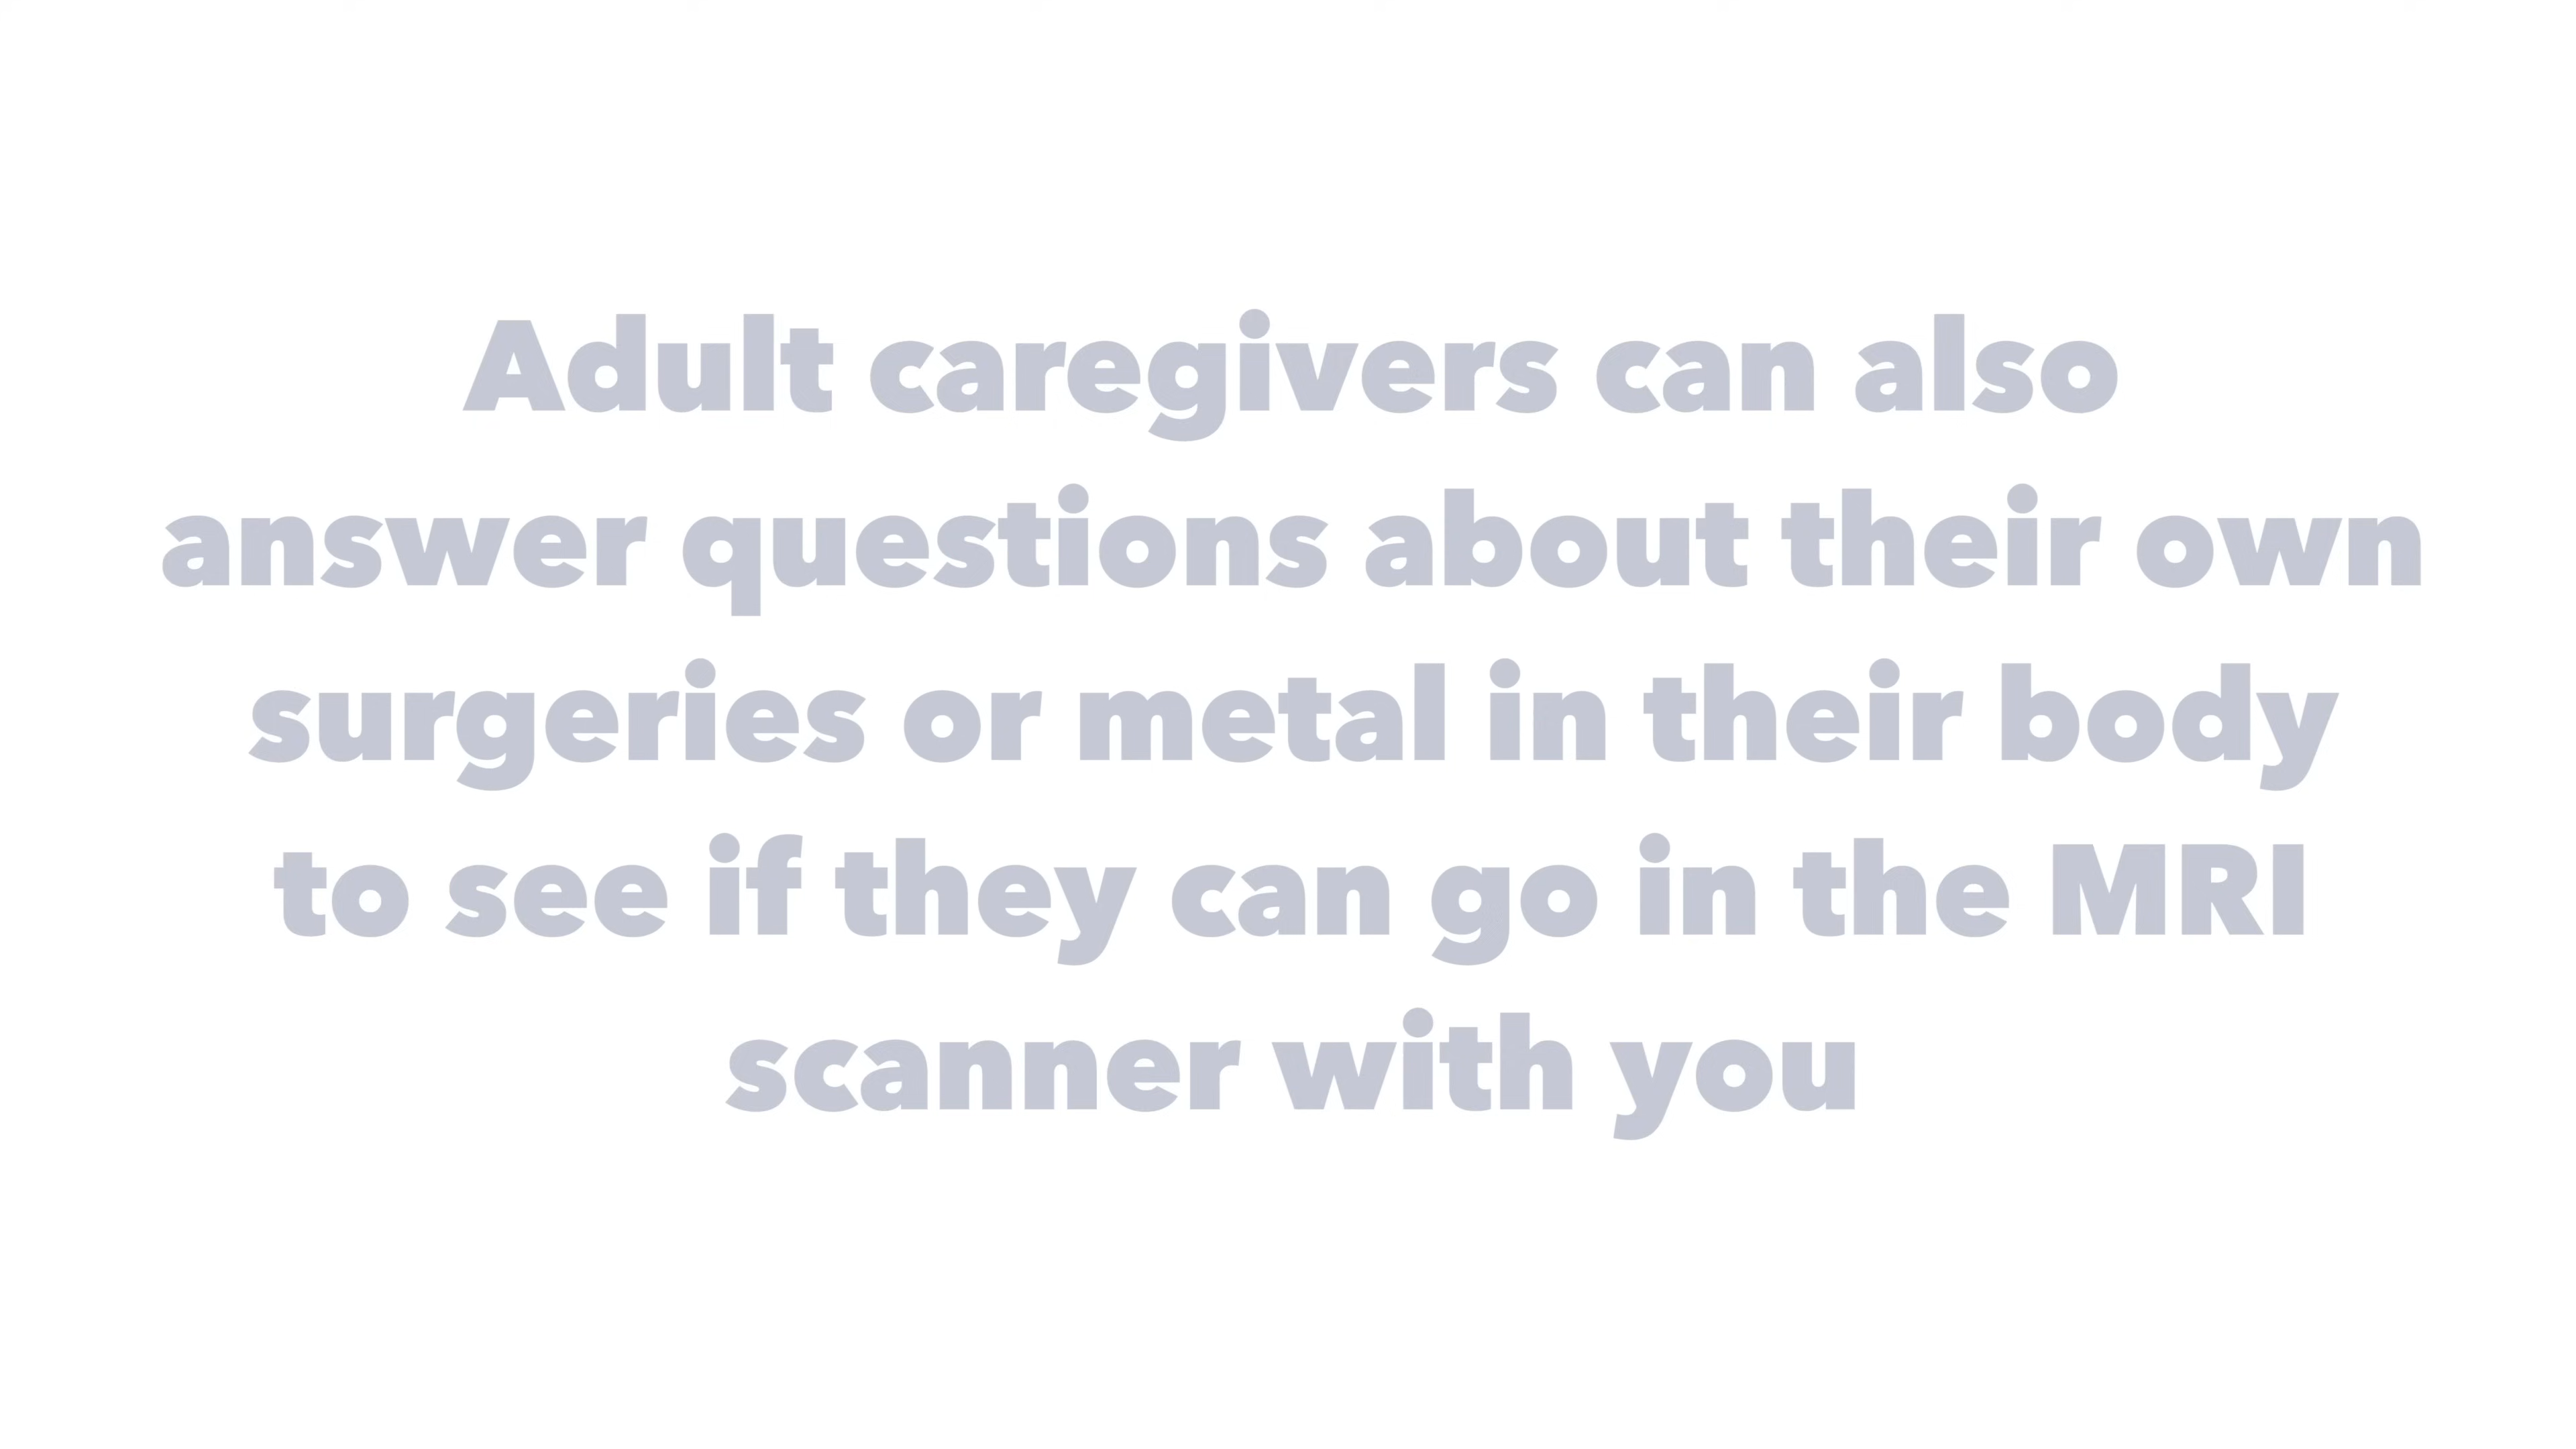 Adult caregivers can also
answer questions about their own
surgeries or metal in their body
to see if they can go in the MRI
scanner with you